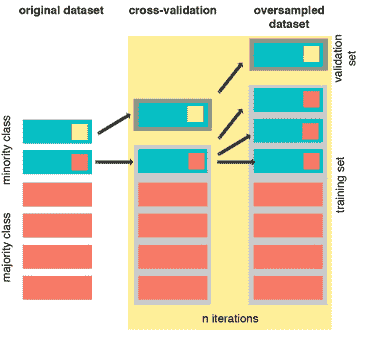 original dataset
cross-validation
oversampled
dataset
minority class
majority class
validation
set
training set
n iterations